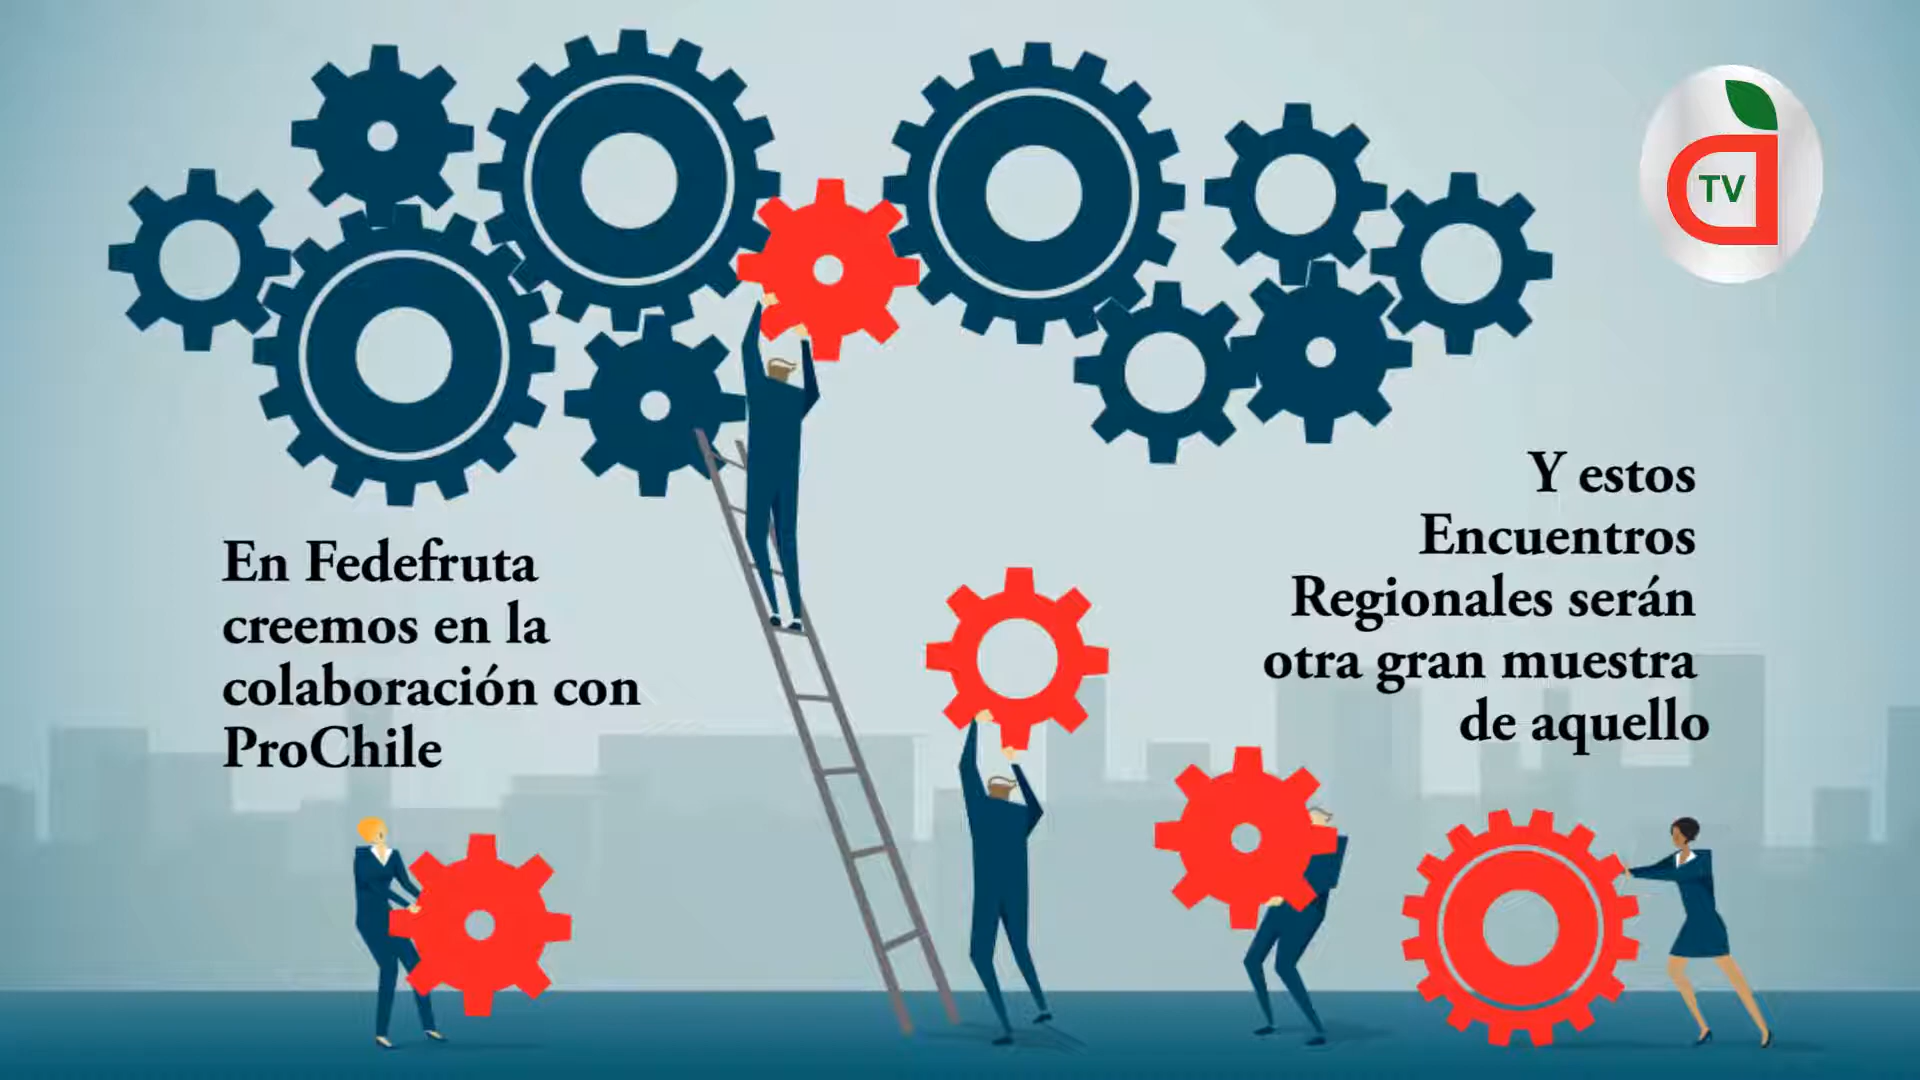 TV
En Fedefruta
creemos en la
colaboración con
ProChile
Y estos
Encuentros
Regionales serán
otra gran muestra
de aquello